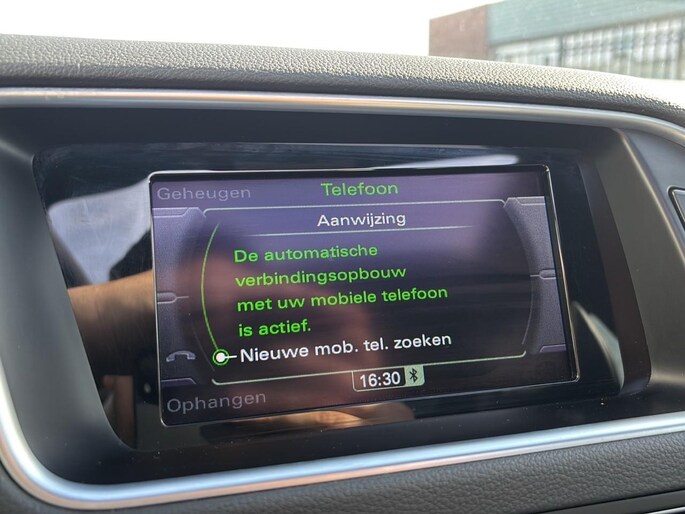 Geheugen
Telefoon
Aanwijzing
De automatische
verbindingsopbouw
met uw mobiele telefoon
is actief.
Nieuwe mob. tel. zoeken
16:30
Ophangen